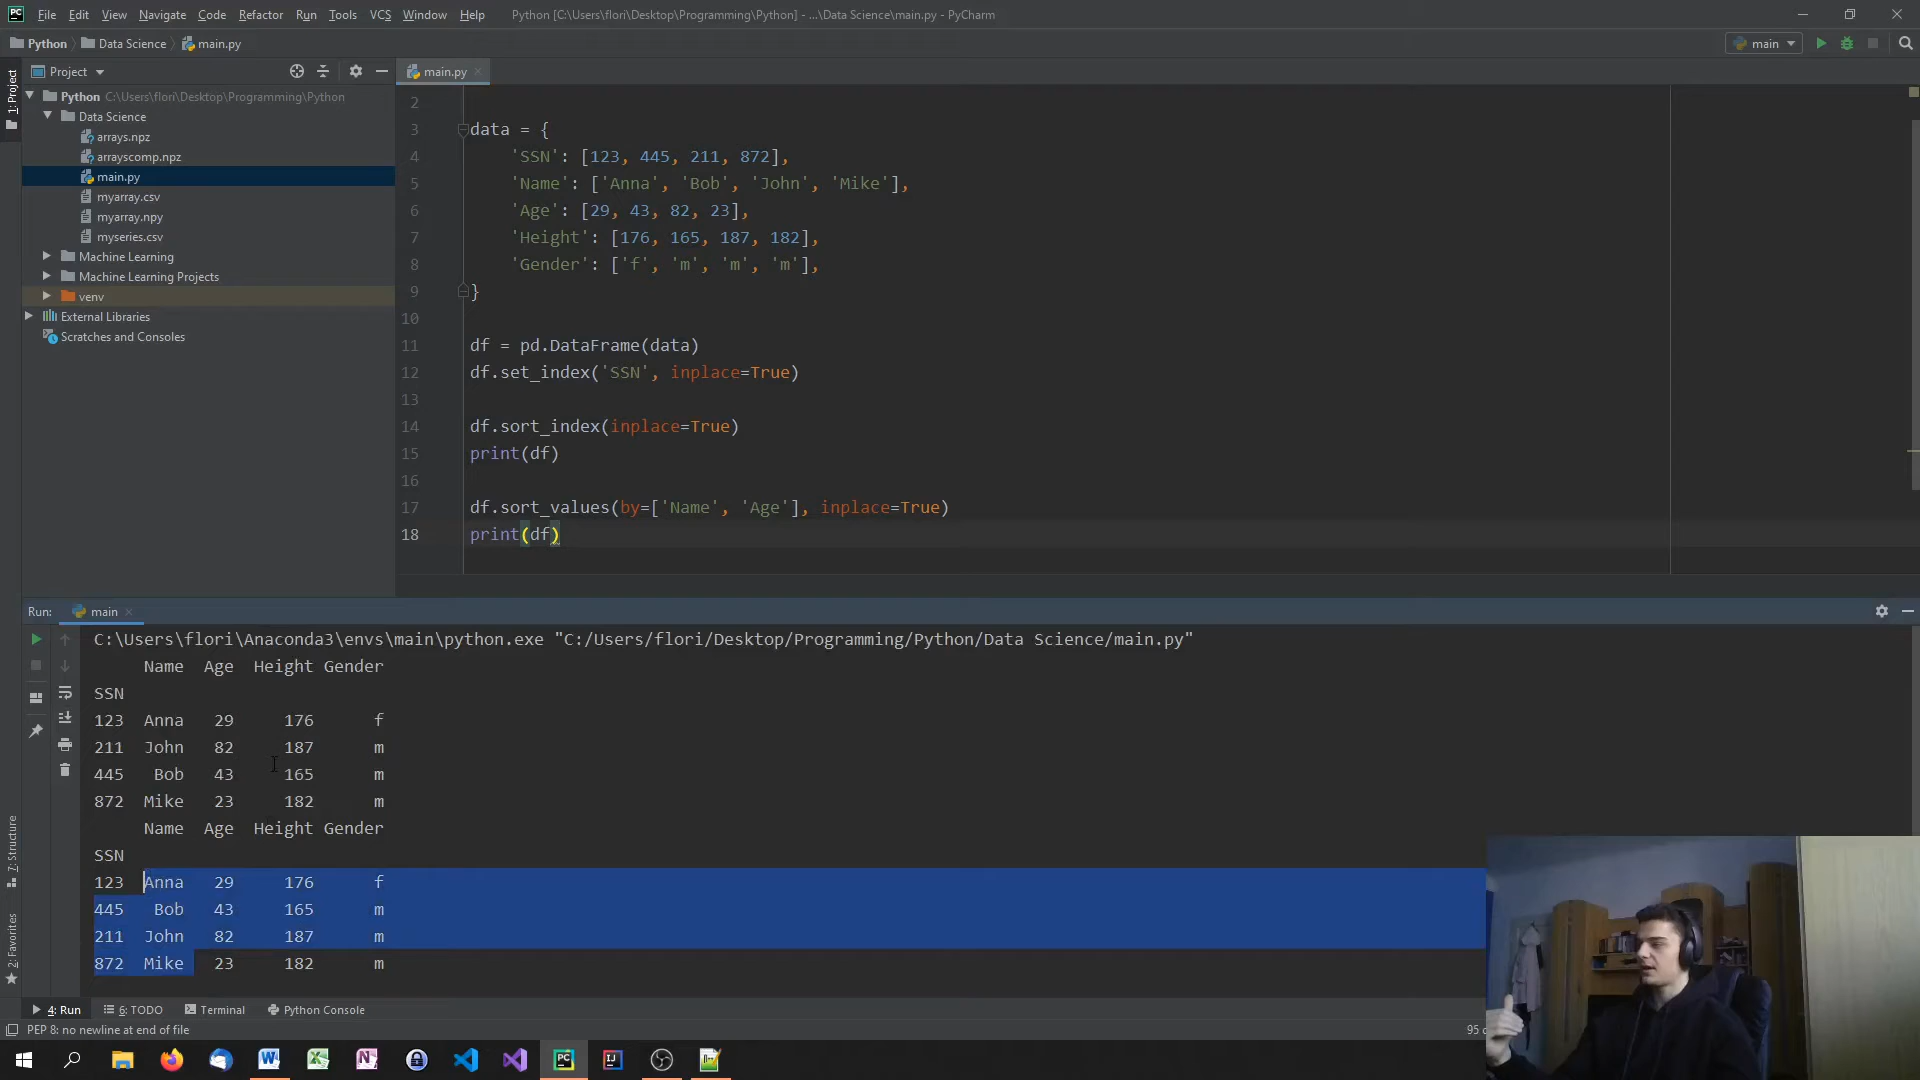 PC File Edit View Navigate Code Refactor Run Tools VCS Window Help Python [C:\Users\flori\Desktop\Programming\Python] - ...\Data Science\main.py - PyCharm
Python Data Science main.py main
Project main.py
1: Project
Python C:\Users\flori\Desktop\Programming\Python
Data Science
arrays.npz
arrayscomp.npz
main.py
myarray.csv
myarray.npy
myseries.csv
Machine Learning
Machine Learning Projects
venv
External Libraries
Scratches and Consoles
2
3 data = {
4 'SSN': [123, 445, 211, 872],
5 'Name': ['Anna', 'Bob', 'John', 'Mike'],
6 'Age': [29, 43, 82, 23],
7 'Height': [176, 165, 187, 182],
8 'Gender': ['f', 'm', 'm', 'm'],
9 }
10
11 df = pd.DataFrame(data)
12 df.set_index('SSN', inplace=True)
13
14 df.sort_index(inplace=True)
15 print(df)
16
17 df.sort_values(by=['Name', 'Age'], inplace=True)
18 print(df)
Run: main
C:\Users\flori\Anaconda3\envs\main\python.exe "C:/Users/flori/Desktop/Programming/Python/Data Science/main.py"
Name Age Height Gender
SSN
123 Anna 29 176 f
211 John 82 187 m
445 Bob 43 165 m
872 Mike 23 182 m
Name Age Height Gender
SSN
123 Anna 29 176 f
445 Bob 43 165 m
211 John 82 187 m
872 Mike 23 182 m
7: Structure
2: Favorites
4: Run 6: TODO Terminal Python Console
PEP 8: no newline at end of file